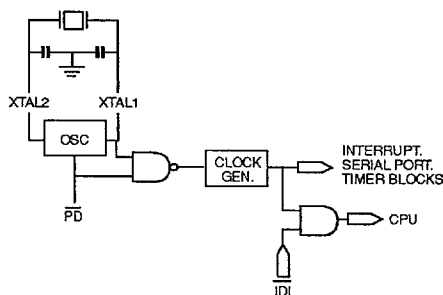 XTAL2
XTAL1
OSC
INTERRUPT.
SERIAL PORT.
TIMER BLOCKS
CLOCK
GEN.
CPU
PD
IDL